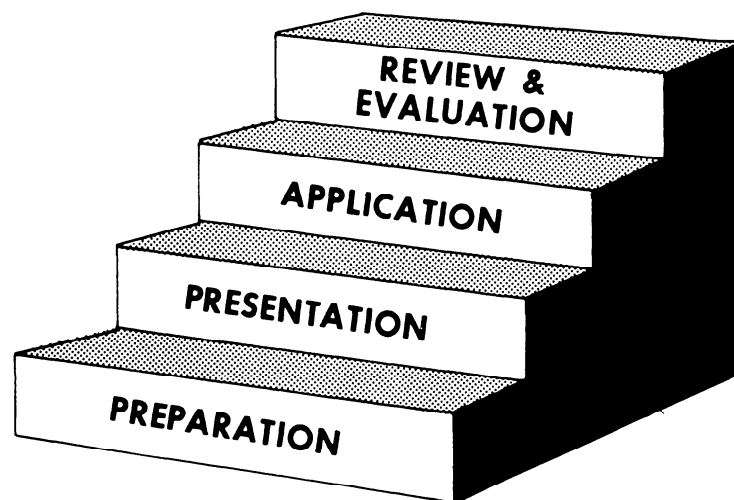 REVIEW &
EVALUATION
APPLICATION
PRESENTATION
PREPARATION